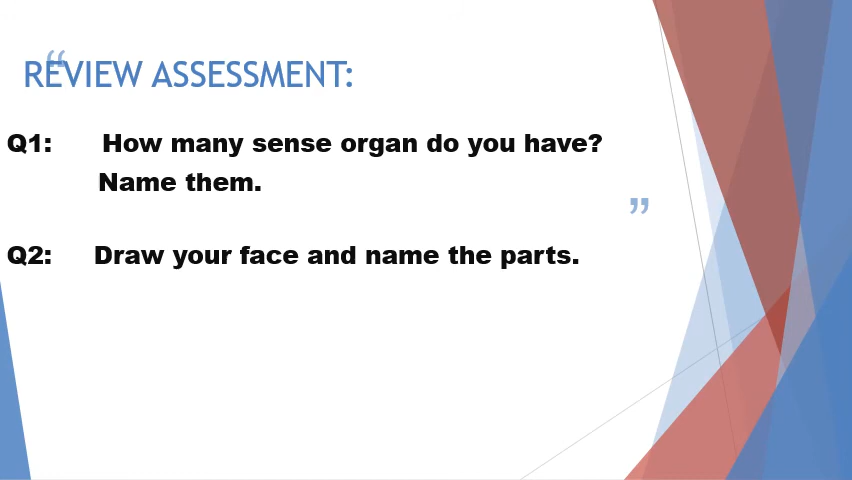 “
REVIEW ASSESSMENT:
Q1: How many sense organ do you have?
Name them.
”
Q2: Draw your face and name the parts.